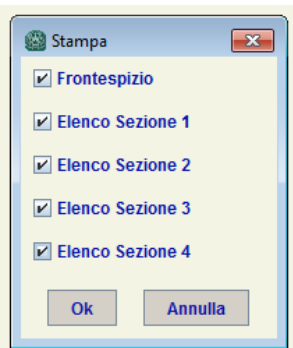 Stampa
Frontespizio
Elenco Sezione 1
Elenco Sezione 2
Elenco Sezione 3
Elenco Sezione 4
Ok Annulla